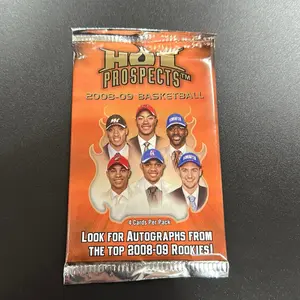 HOT
PROSPECTS™
2008-09 BASKETBALL
4 Cards Per Pack
LOOK FOR AUTOGRAPHS FROM
THE TOP 2008-09 ROOKIES!